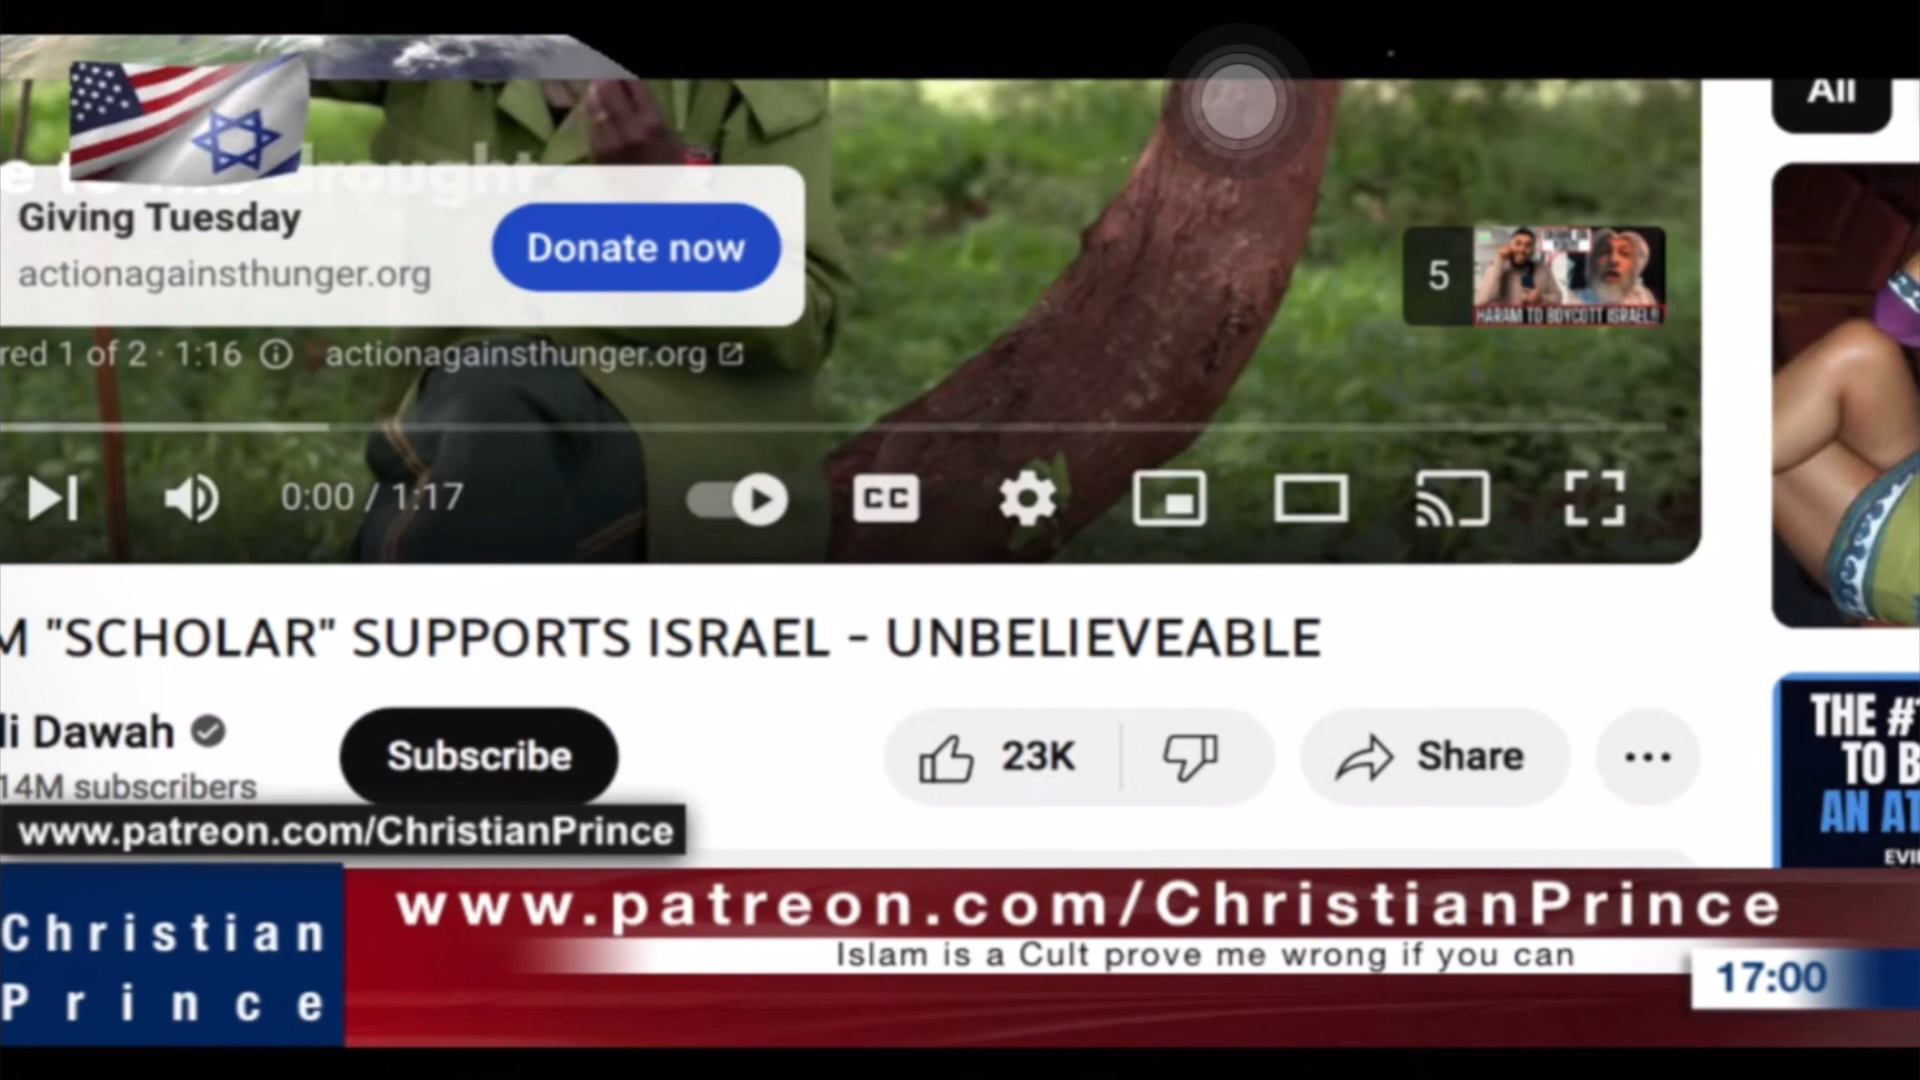 All
drought
Giving Tuesday
actionagainsthunger.org
Donate now
5
HARAM TO BOYCOTT ISRAEL!!
red 1 of 2 · 1:16
actionagainsthunger.org
0:00 / 1:17
CC
M "SCHOLAR" SUPPORTS ISRAEL - UNBELIEVEABLE
li Dawah
14M subscribers
Subscribe
23K
Share
THE #1
TO B
AN AT
EVI
www.patreon.com/ChristianPrince
Christian
Prince
www.patreon.com/ChristianPrince
Islam is a Cult prove me wrong if you can
17:00